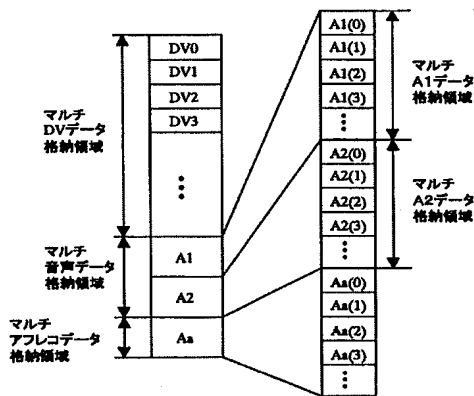 マルチ
DVデータ
格納領域
マルチ
音声データ
格納領域
マルチ
アフレコデータ
格納領域
DV0
DV1
DV2
DV3
A1
A2
Aa
A1(0)
A1(1)
A1(2)
A1(3)
A2(0)
A2(1)
A2(2)
A2(3)
Aa(0)
Aa(1)
Aa(2)
Aa(3)
マルチ
A1データ
格納領域
マルチ
A2データ
格納領域